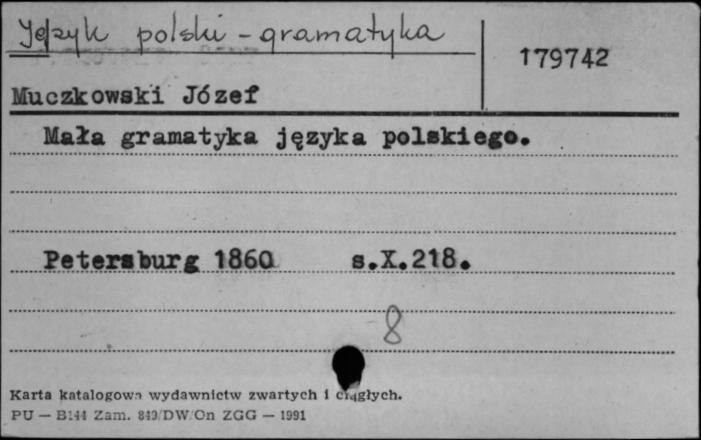 Język polski - gramatyka
179742
Muczkowski Józef
Mała gramatyka języka polskiego.
Petersburg 1860 s.X.218.
8
Karta katalogowa wydawnictw zwartych i ciągłych.
PU — B144 Zam. 849/DW/On ZGG — 1991